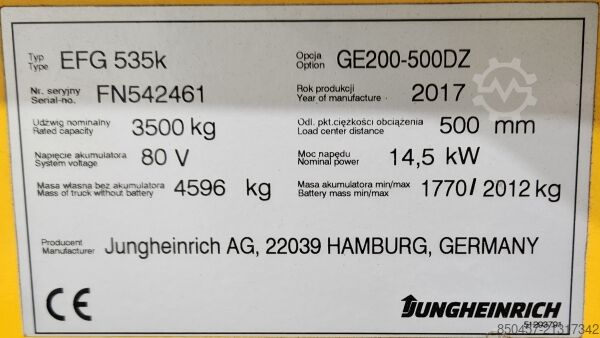 Typ
Type
EFG 535k
Opcja
Option
GE200-500DZ
Nr. seryjny
Serial-no.
FN542461
Rok produkcji
Year of manufacture
2017
Udźwig nominalny
Rated capacity
3500 kg
Odl. pkt.ciężkości obciążenia
Load center distance
500 mm
Napięcie akumulatora
System voltage
80 V
Moc napędu
Nominal power
14,5 kW
Masa własna bez akumulatora
Mass of truck without battery
4596 kg
Masa akumulatora min/max
Battery mass min/max
1770/ 2012 kg
Producent
Manufacturer
Jungheinrich AG, 22039 HAMBURG, GERMANY
CE
JUNGHEINRICH
51293791
850457-21317342